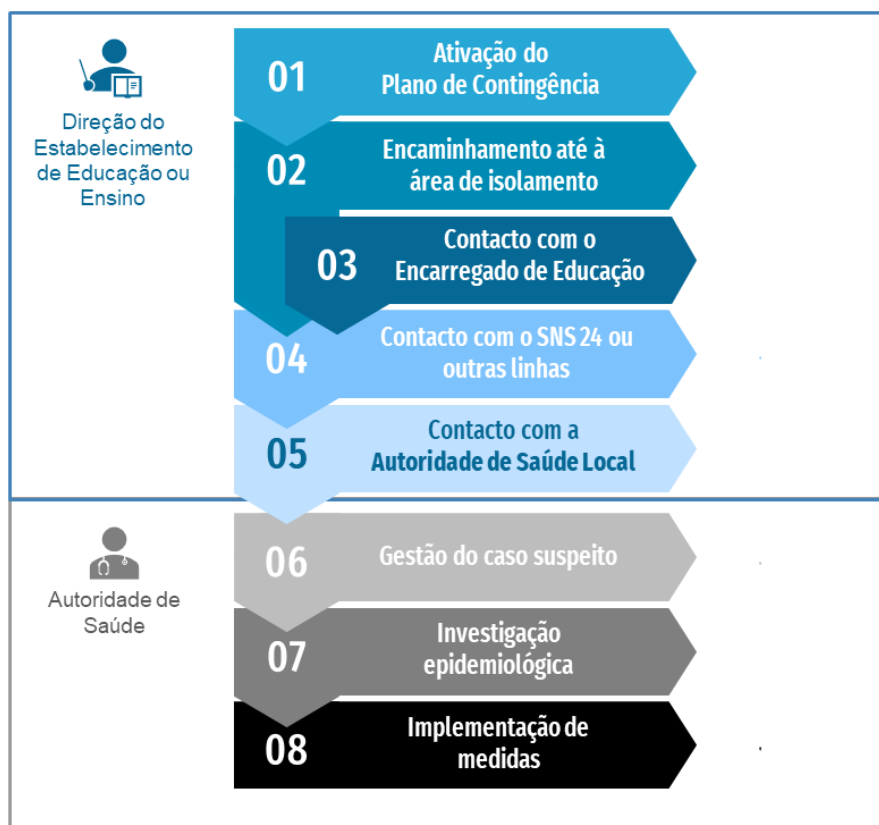 Direção do
Estabelecimento
de Educação ou
Ensino
01
Ativação do
Plano de Contingência
02
Encaminhamento até à
área de isolamento
03
Contacto com o
Encarregado de Educação
04
Contacto com o SNS 24 ou
outras linhas
05
Contacto com a
Autoridade de Saúde Local
Autoridade de
Saúde
06
Gestão do caso suspeito
07
Investigação
epidemiológica
08
Implementação de
medidas